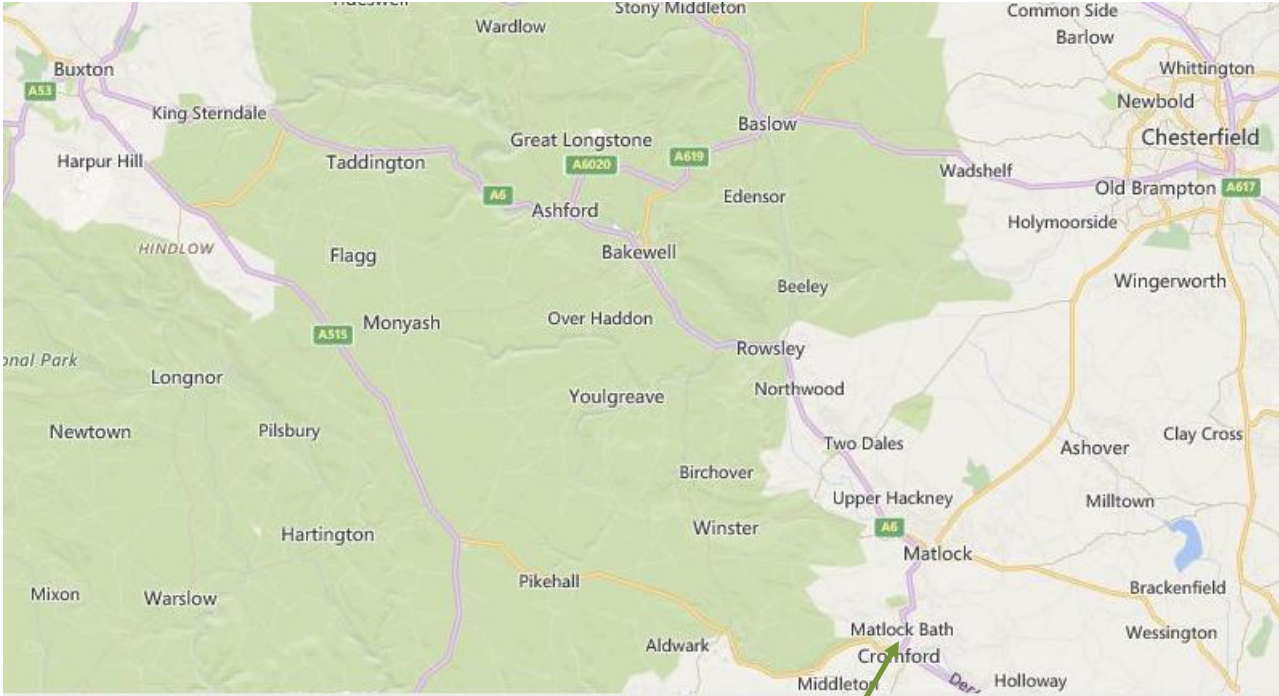 Stony Middleton
Common Side
Wardlow
Barlow
Buxton
Whittington
A53
Newbold
King Sterndale
Baslow
Chesterfield
Great Longstone
Harpur Hill
Taddington
A6020
A619
Wadshelf
Old Brampton
A617
A6
Edensor
Ashford
Holymoorside
HINDLOW
Flagg
Bakewell
Wingerworth
Beeley
Monyash
Over Haddon
A515
Rowsley
onal Park
Longnor
Northwood
Youlgreave
Newtown
Pilsbury
Two Dales
Clay Cross
Ashover
Birchover
Upper Hackney
Milltown
Winster
A6
Hartington
Matlock
Pikehall
Brackenfield
Mixon
Warslow
Matlock Bath
Wessington
Aldwark
Cromford
Middleton
Holloway